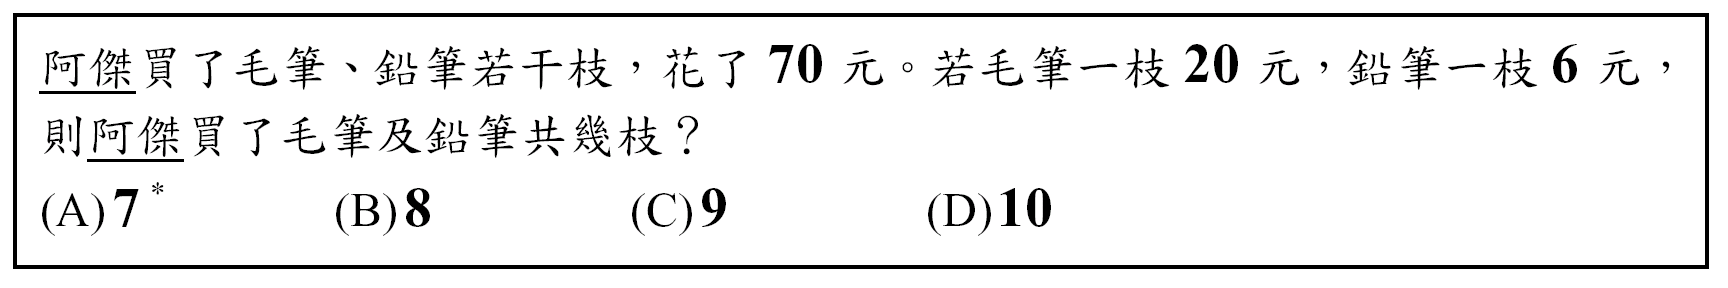 阿傑買了毛筆、鉛筆若干枝，花了 70 元。若毛筆一枝 20 元，鉛筆一枝 6 元，
則阿傑買了毛筆及鉛筆共幾枝？
(A) 7 * (B) 8 (C) 9 (D) 10